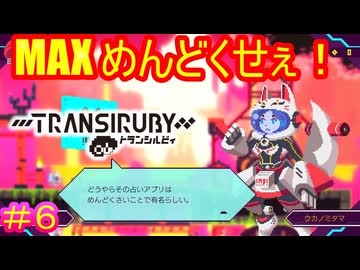 MAXめんどくせぇ！
TRANSIRUBY
トランシルビィ
どうやらその占いアプリは
めんどくさいことで有名らしい。
ウカノミタマ
#6